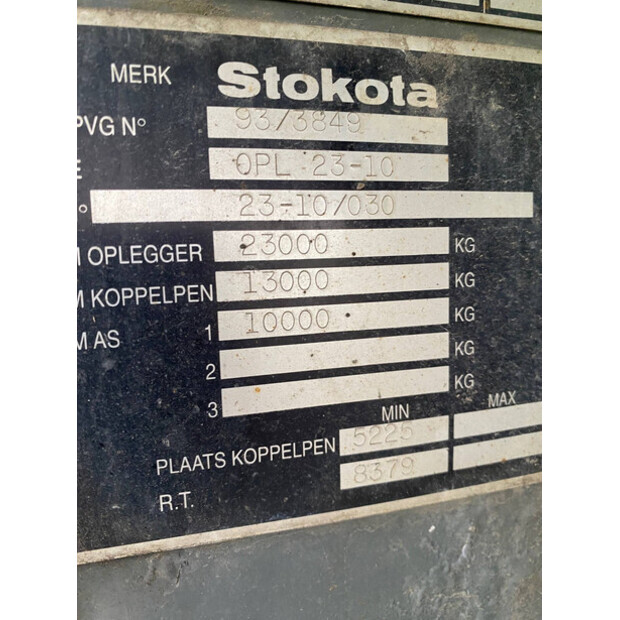 MERK Stokota
PVG N° 93/3849
E OPL 23-10
° 23-10/030
M OPLEGGER 23000 KG
M KOPPELPEN 13000 KG
M AS 1 10000 KG
2 KG
3 KG
MIN MAX
PLAATS KOPPELPEN 5225
R.T. 8379